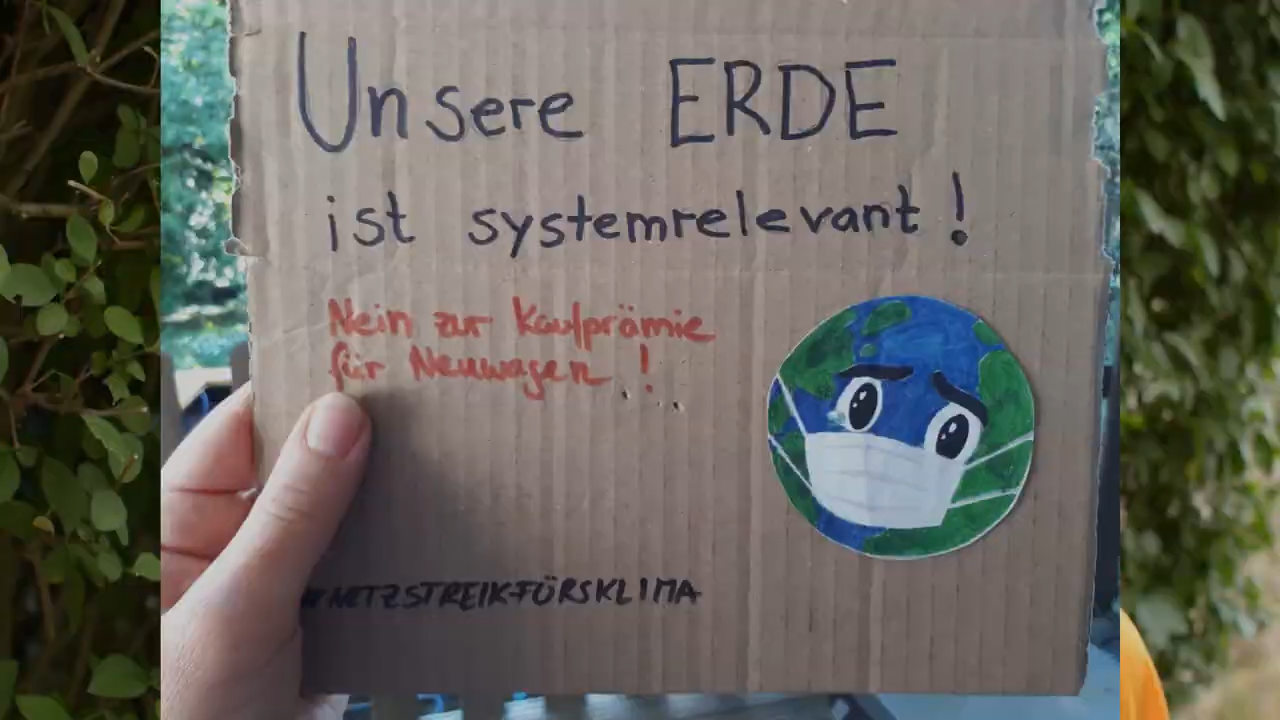 Unsere ERDE
ist systemrelevant!
Nein zur Kaufprämie
für Neuwagen!
#NETZSTREIKFÜRSKLIMA